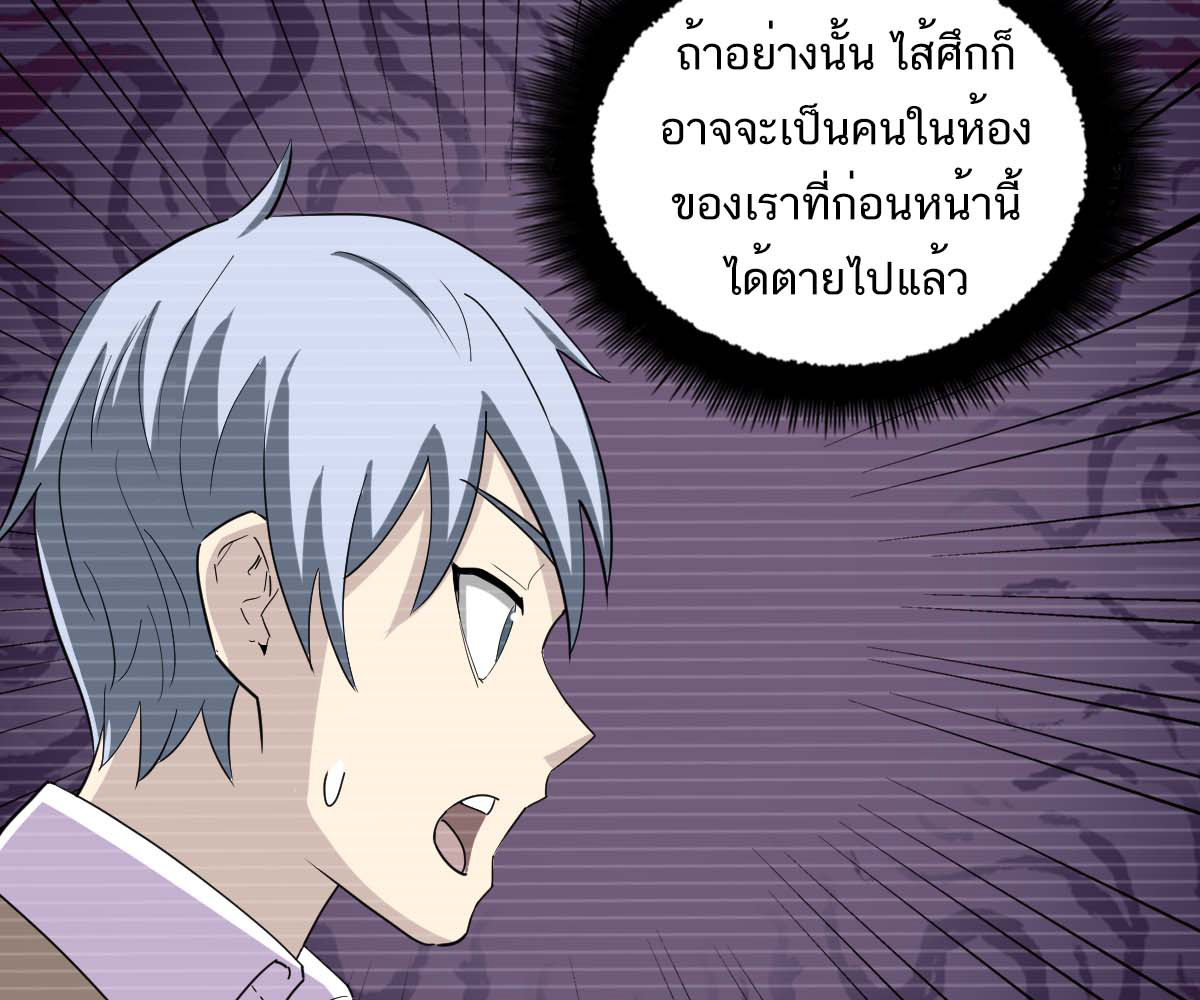 ถ้าอย่างนั้น ไส้ศึกก็
อาจจะเป็นคนในห้อง
ของเราที่ก่อนหน้านี้
ได้ตายไปแล้ว